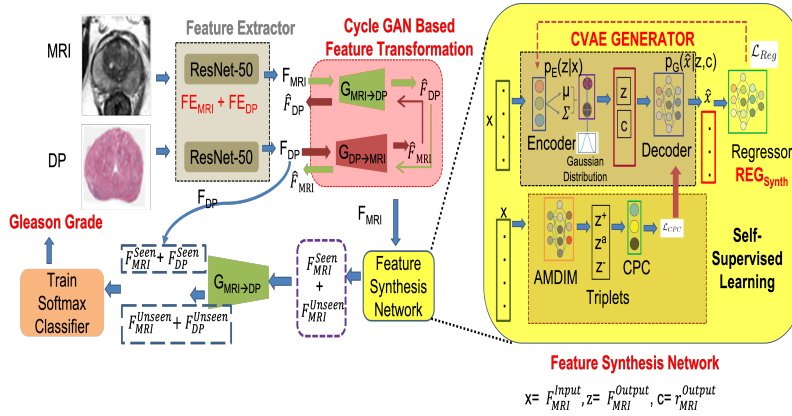 MRI
DP
Feature Extractor
ResNet-50
FE_MRI + FE_DP
ResNet-50
F_MRI
F̂_DP
F_DP
F̂_MRI
Cycle GAN Based
Feature Transformation
G_MRI→DP
F̂_DP
G_DP→MRI
F̂_MRI
F_DP
F_MRI
Gleason Grade
Train
Softmax
Classifier
F_MRI^Seen + F_DP^Seen
F_MRI^Unseen + F_DP^Unseen
G_MRI→DP
F_MRI^Seen
+
F_MRI^Unseen
Feature
Synthesis
Network
CVAE GENERATOR
p_E(z|x)
p_G(x̂|z,c)
ℒ_Reg
x
μ
Σ
z
c
x̂
Encoder
Gaussian
Distribution
Decoder
Regressor
REG_Synth
x
AMDIM
z⁺
zᵃ
z⁻
Triplets
CPC
ℒ_CPC
Self-
Supervised
Learning
Feature Synthesis Network
x= F_MRI^Input, z= F_MRI^Output, c= r_MRI^Output